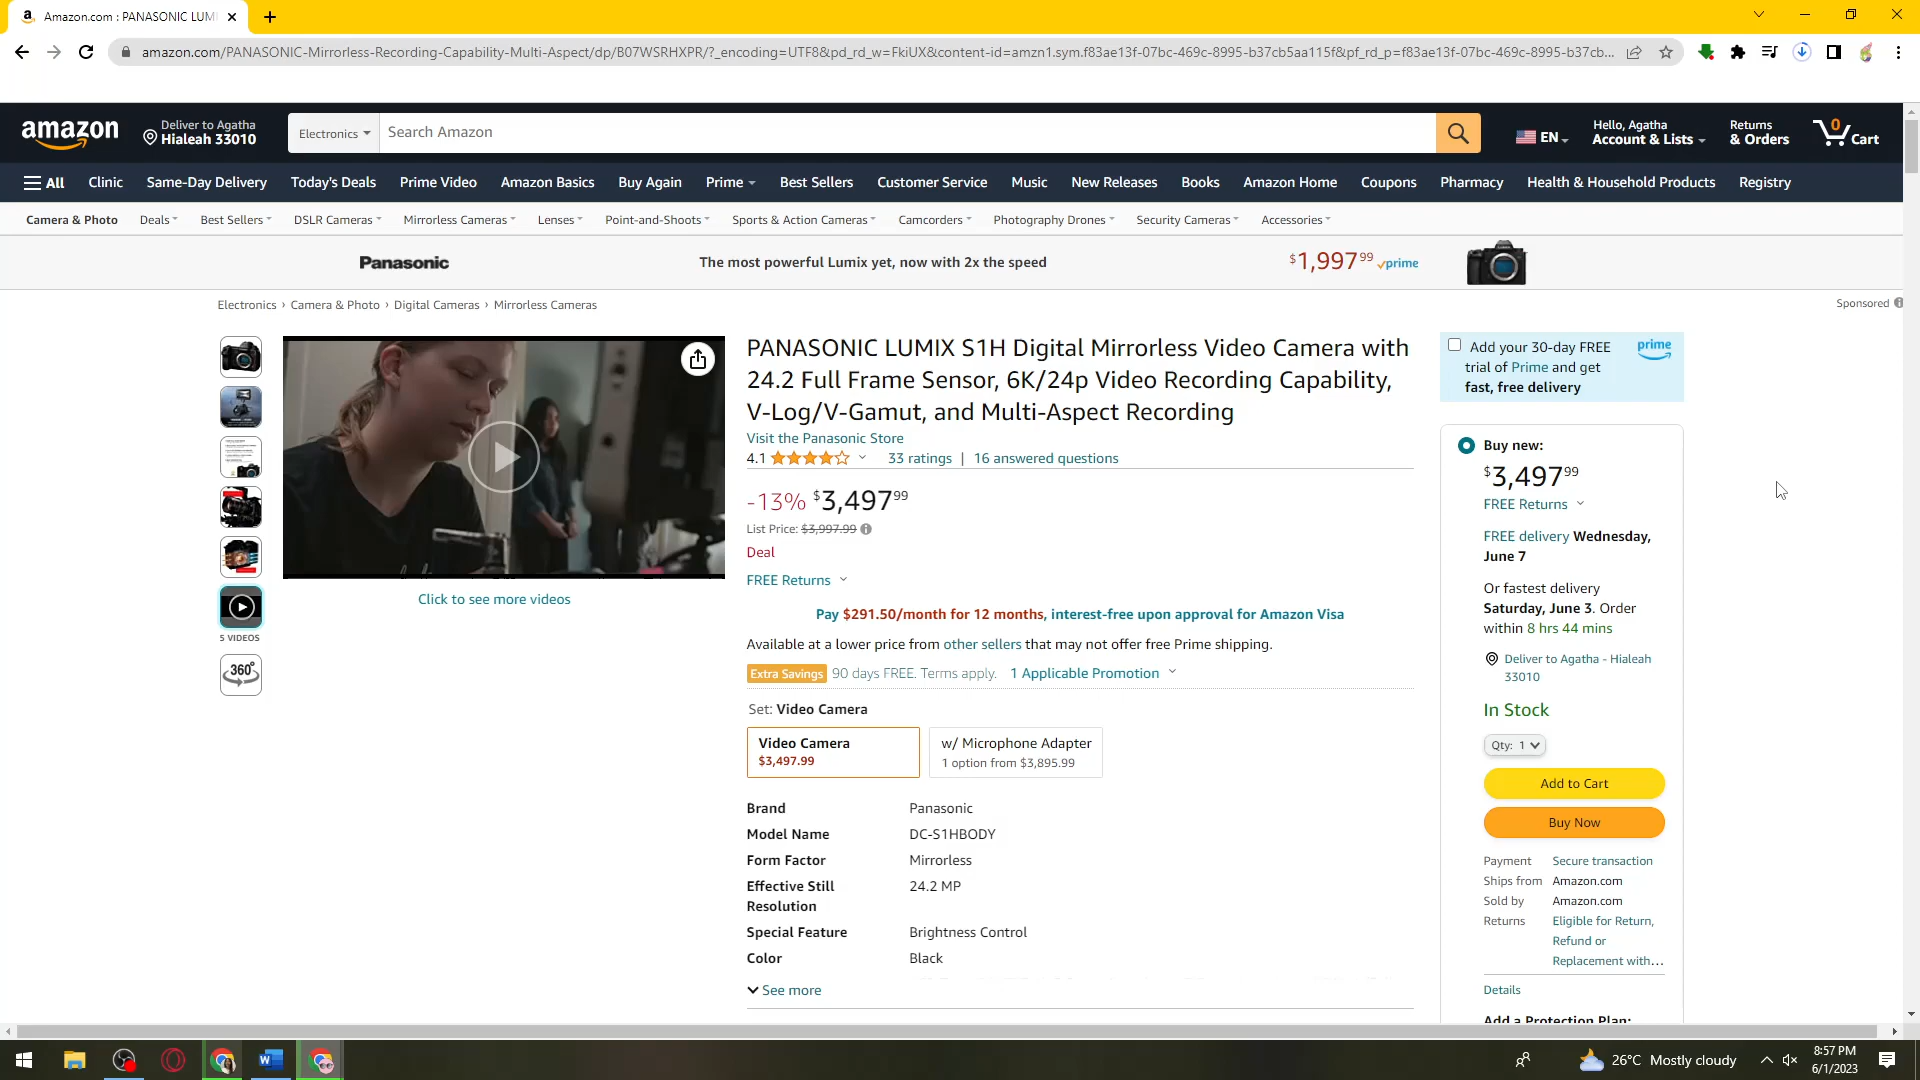 Amazon.com : PANASONIC LUMI
amazon.com/PANASONIC-Mirrorless-Recording-Capability-Multi-Aspect/dp/B07WSRHXPR/?_encoding=UTF8&pd_rd_w=FkiUX&content-id=amzn1.sym.f83ae13f-07bc-469c-8995-b37cb5aa115f&pf_rd_p=f83ae13f-07bc-469c-8995-b37cb...
amazon
Deliver to Agatha
Hialeah 33010
Electronics
Search Amazon
EN
Hello, Agatha
Account & Lists
Returns
& Orders
0
Cart
All
Clinic
Same-Day Delivery
Today's Deals
Prime Video
Amazon Basics
Buy Again
Prime
Best Sellers
Customer Service
Music
New Releases
Books
Amazon Home
Coupons
Pharmacy
Health & Household Products
Registry
Camera & Photo
Deals
Best Sellers
DSLR Cameras
Mirrorless Cameras
Lenses
Point-and-Shoots
Sports & Action Cameras
Camcorders
Photography Drones
Security Cameras
Accessories
Panasonic
The most powerful Lumix yet, now with 2x the speed
$1,997.99 prime
Electronics › Camera & Photo › Digital Cameras › Mirrorless Cameras
Sponsored
5 VIDEOS
360°
Click to see more videos
PANASONIC LUMIX S1H Digital Mirrorless Video Camera with
24.2 Full Frame Sensor, 6K/24p Video Recording Capability,
V-Log/V-Gamut, and Multi-Aspect Recording
Visit the Panasonic Store
4.1 33 ratings | 16 answered questions
-13% $3,497.99
List Price: $3,997.99
Deal
FREE Returns
Pay $291.50/month for 12 months, interest-free upon approval for Amazon Visa
Available at a lower price from other sellers that may not offer free Prime shipping.
Extra Savings 90 days FREE. Terms apply. 1 Applicable Promotion
Set: Video Camera
Video Camera
$3,497.99
w/ Microphone Adapter
1 option from $3,895.99
Brand Panasonic
Model Name DC-S1HBODY
Form Factor Mirrorless
Effective Still 24.2 MP
Resolution
Special Feature Brightness Control
Color Black
See more
Add your 30-day FREE
trial of Prime and get
fast, free delivery
prime
Buy new:
$3,497.99
FREE Returns
FREE delivery Wednesday,
June 7
Or fastest delivery
Saturday, June 3. Order
within 8 hrs 44 mins
Deliver to Agatha - Hialeah
33010
In Stock
Qty: 1
Add to Cart
Buy Now
Payment Secure transaction
Ships from Amazon.com
Sold by Amazon.com
Returns Eligible for Return,
Refund or
Replacement with...
Details
Add a Protection Plan:
26°C Mostly cloudy
8:57 PM
6/1/2023